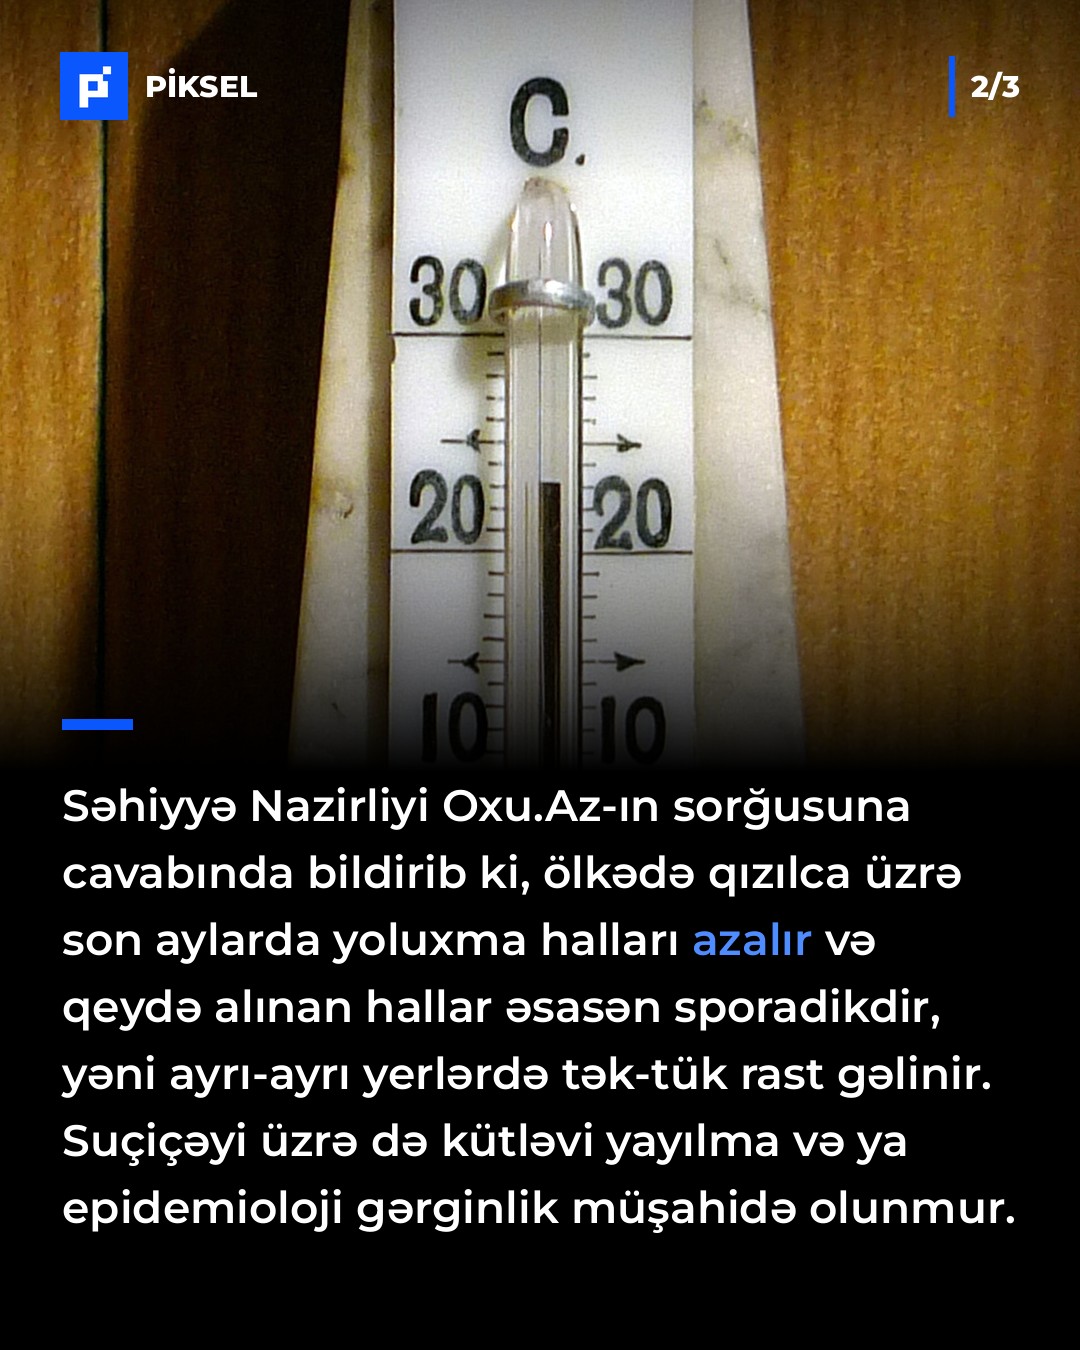 PİKSEL
2/3
C.
30 30
20 20
10 10
Səhiyyə Nazirliyi Oxu.Az-ın sorğusuna
cavabında bildirib ki, ölkədə qızılca üzrə
son aylarda yoluxma halları azalır və
qeydə alınan hallar əsasən sporadikdir,
yəni ayrı-ayrı yerlərdə tək-tük rast gəlinir.
Suçiçəyi üzrə də kütləvi yayılma və ya
epidemioloji gərginlik müşahidə olunmur.